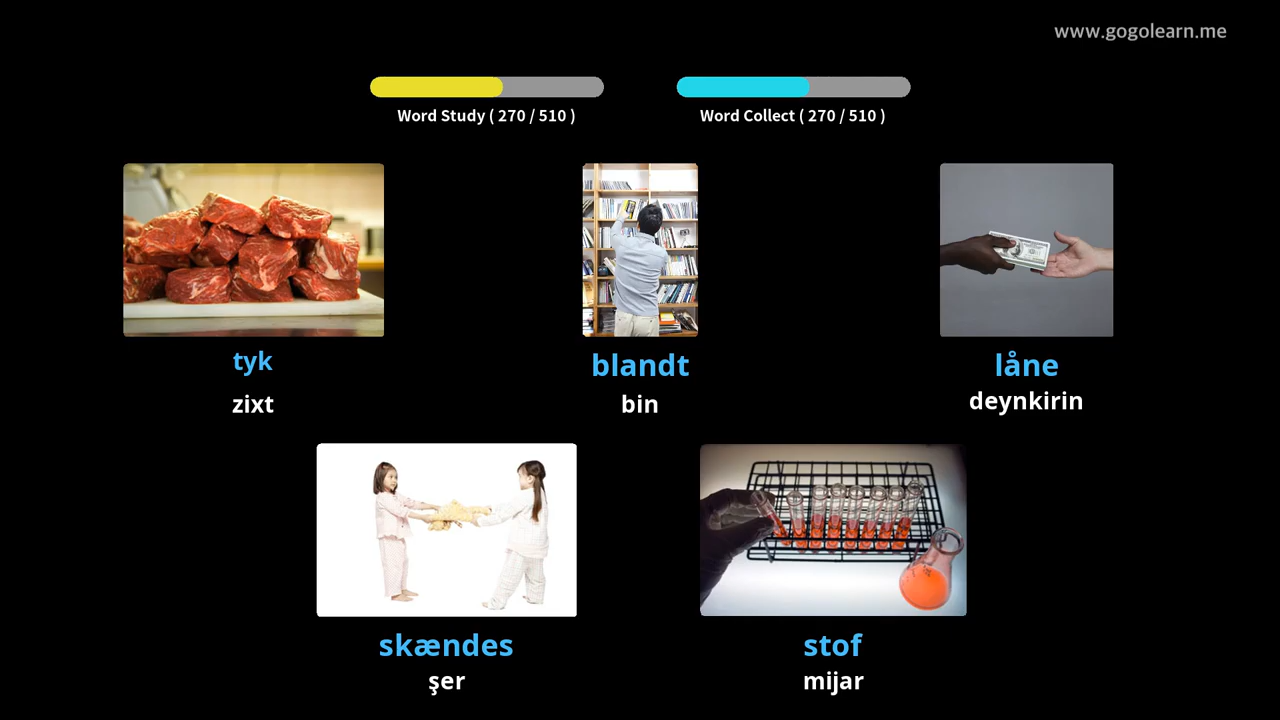 www.gogolearn.me
Word Study ( 270 / 510 )
Word Collect ( 270 / 510 )
tyk
zixt
blandt
bin
låne
deynkirin
skændes
şer
stof
mijar